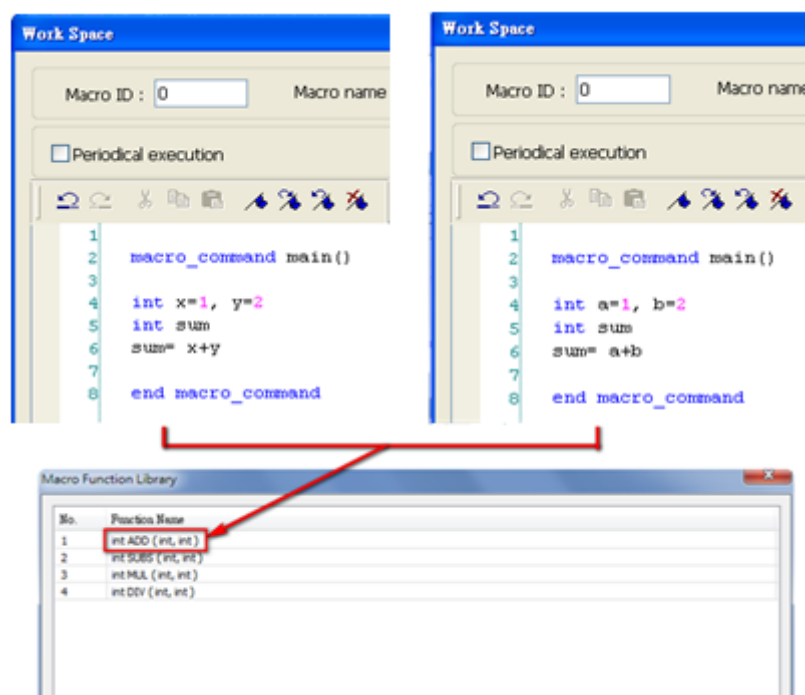 Work Space
Macro ID : 0 Macro name
Periodical execution
1
2 macro_command main()
3
4 int x=1, y=2
5 int sum
6 sum= x+y
7
8 end macro_command
Work Space
Macro ID : 0 Macro name
Periodical execution
1
2 macro_command main()
3
4 int a=1, b=2
5 int sum
6 sum= a+b
7
8 end macro_command
Macro Function Library
No. Function Name
1 int ADD ( int, int )
2 int SUBS ( int, int )
3 int MUL ( int, int )
4 int DIV ( int, int )